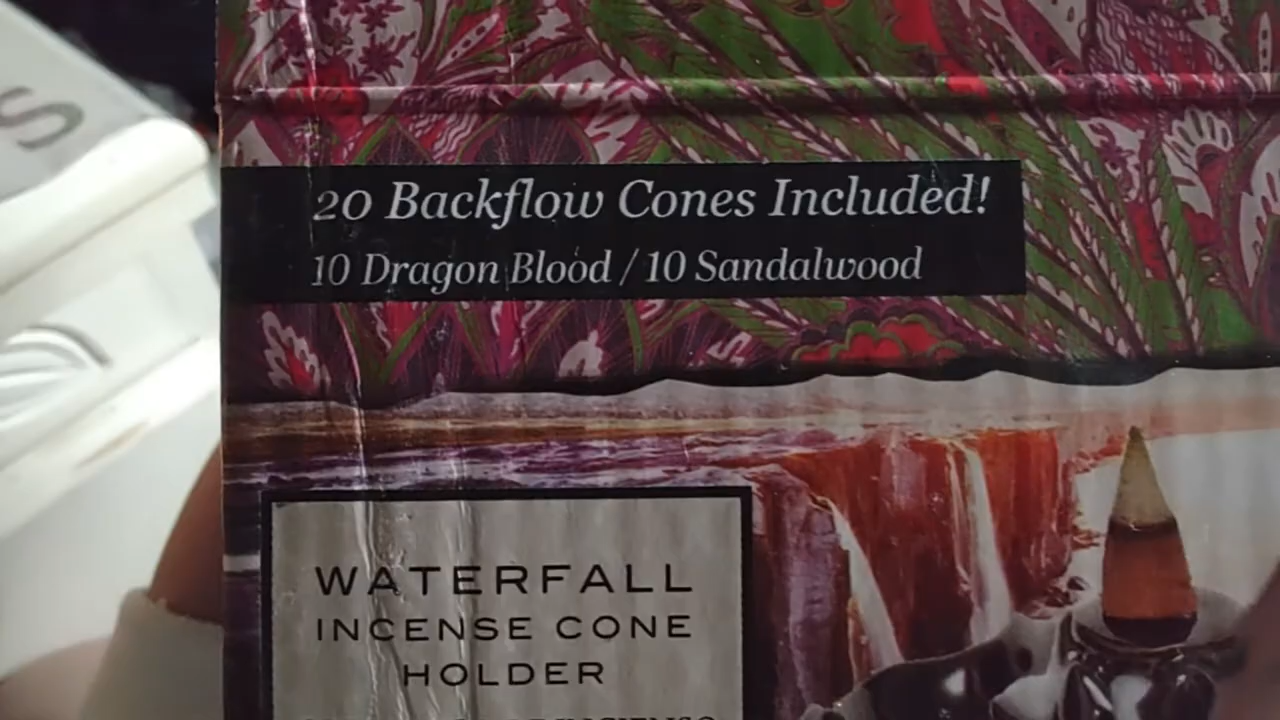 S
20 Backflow Cones Included!
10 Dragon Blood / 10 Sandalwood
WATERFALL
INCENSE CONE
HOLDER